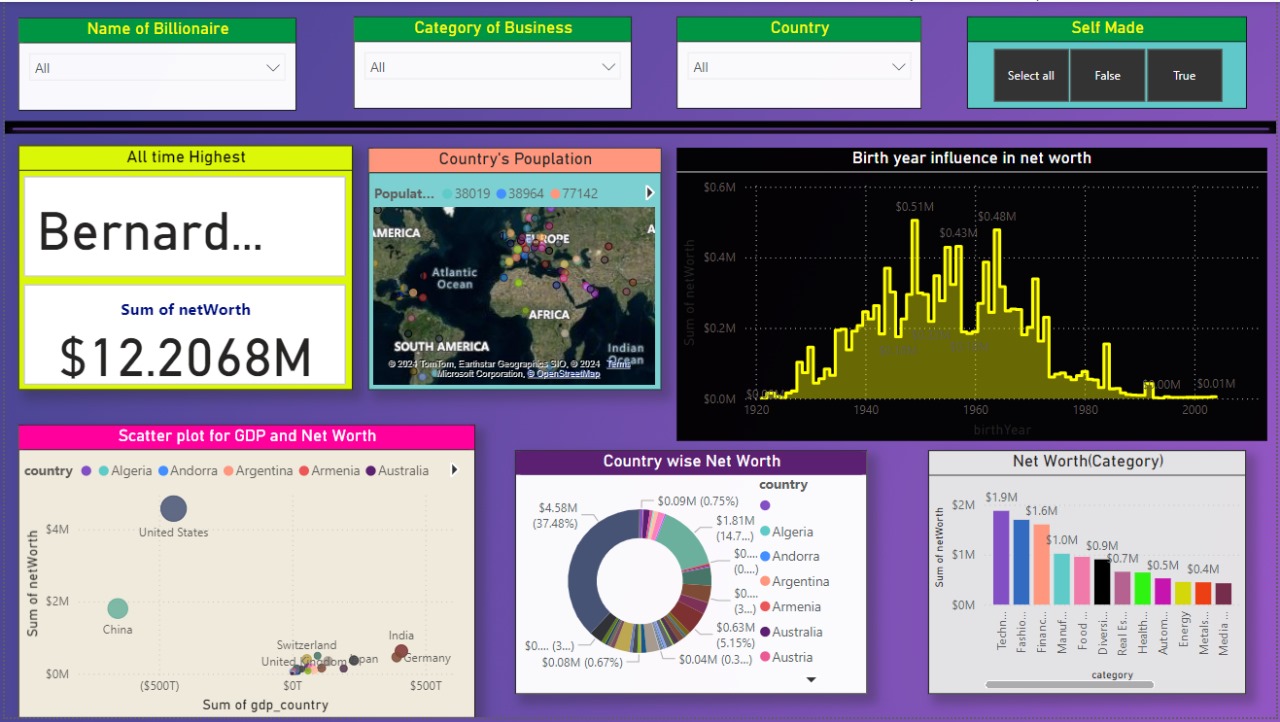 Name of Billionaire
All
Category of Business
All
Country
All
Self Made
Select all
False
True
All time Highest
Bernard...
Sum of netWorth
$12.2068M
Country's Pouplation
Populat...
38019
38964
77142
AMERICA
EUROPE
A
Atlantic
Ocean
AFRICA
SOUTH AMERICA
Indian
Ocean
© 2024 TomTom, Earthstar Geographics SIO, © 2024
Terms
Microsoft Corporation, © OpenStreetMap
Birth year influence in net worth
Sum of netWorth
$0.6M
$0.4M
$0.2M
$0.0M
$0.51M
$0.43M
$0.48M
$0.01M
1920
1940
1960
1980
2000
birthYear
Scatter plot for GDP and Net Worth
country
Algeria
Andorra
Argentina
Armenia
Australia
Sum of netWorth
$4M
$2M
$0M
United States
China
Switzerland
United Kingdom
Japan
India
Germany
($500T)
$0T
$500T
Sum of gdp_country
Country wise Net Worth
$4.58M
(37.48%)
$0.09M (0.75%)
$1.81M
(14.7...)
$0....
(0....)
$0....
(3...)
$0.63M
(5.15%)
$0.04M (0.3...)
$0.08M (0.67%)
$0.... (3...)
country
Algeria
Andorra
Argentina
Armenia
Australia
Austria
Net Worth(Category)
Sum of netWorth
$2M
$1M
$0M
$1.9M
$1.6M
$1.0M
$0.9M
$0.7M
$0.5M
$0.4M
Techn...
Fashio...
Financ...
Manuf...
Food ...
Diversi...
Real Es...
Health...
Autom...
Energy
Metals...
Media ...
category